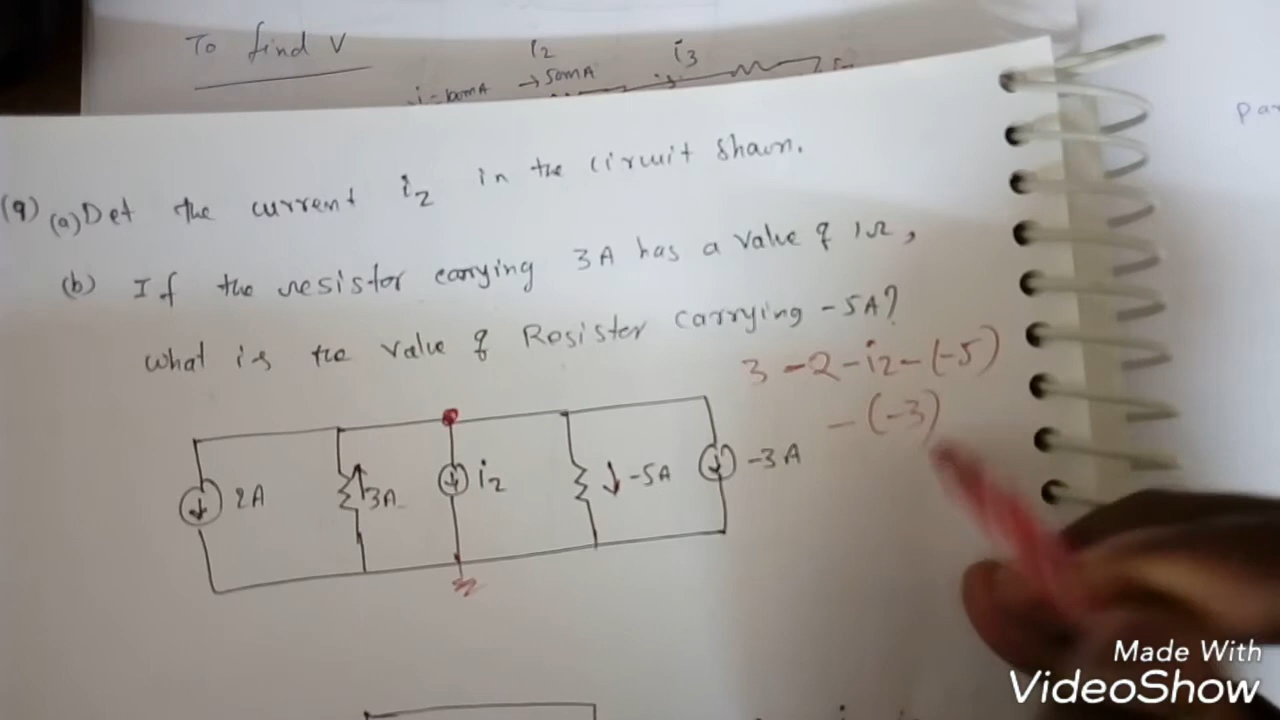 To find V
i2
i3
→50mA
(9) (a) Det the current i2 in the circuit shawn.
(b) If the resistor carrying 3A has a value of 1Ω,
what is the value of Resister carrying -5A?
3 - 2 - i2 - (-5)
- (-3)
2A
3A
i2
-5A
-3A
Made With
VideoShow